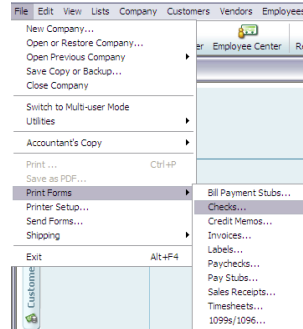 File Edit View Lists Company Customers Vendors Employees
New Company...
Open or Restore Company...
Open Previous Company
Save Copy or Backup...
Close Company
Employee Center
Switch to Multi-user Mode
Utilities
Accountant's Copy
Print ... Ctrl+P
Save as PDF...
Print Forms
Printer Setup...
Send Forms...
Shipping
Exit Alt+F4
Bill Payment Stubs...
Checks...
Credit Memos...
Invoices...
Labels...
Paychecks...
Pay Stubs...
Sales Receipts...
Timesheets...
1099s/1096...
Custome